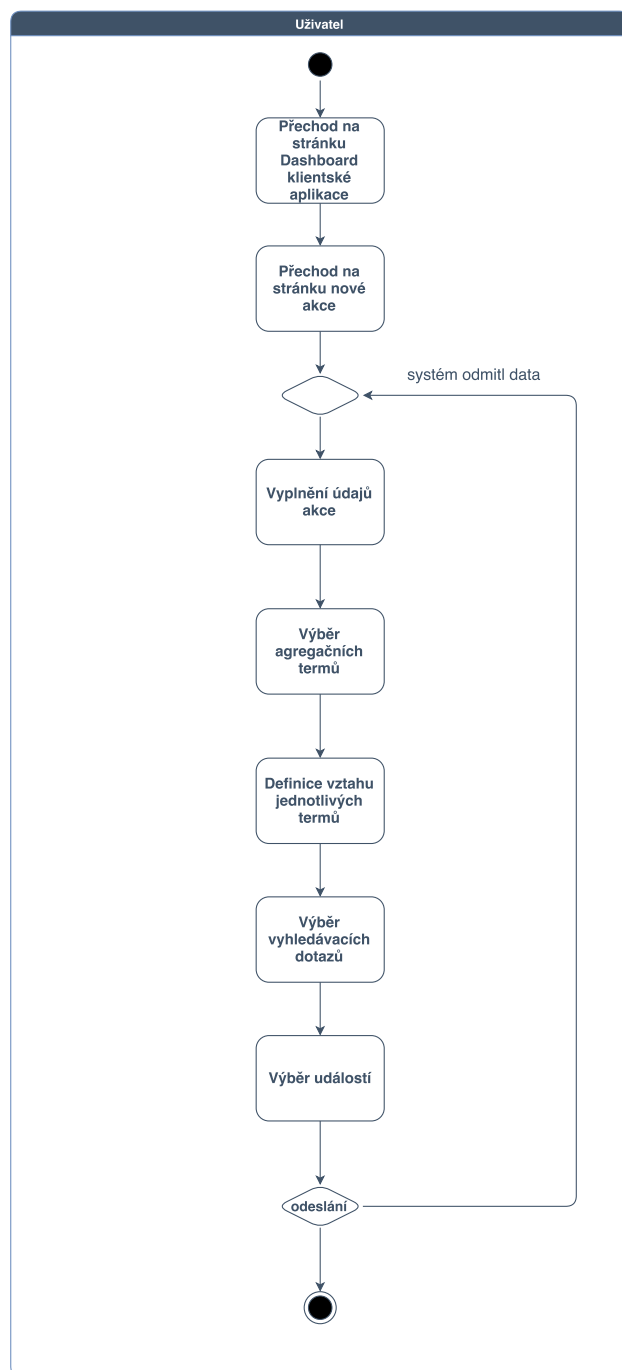 Uživatel
Přechod na
stránku
Dashboard
klientské
aplikace
Přechod na
stránku nové
akce
systém odmitl data
Vyplnění údajů
akce
Výběr
agregačních
termů
Definice vztahu
jednotlivých
termů
Výběr
vyhledávacích
dotazů
Výběr událostí
odeslání